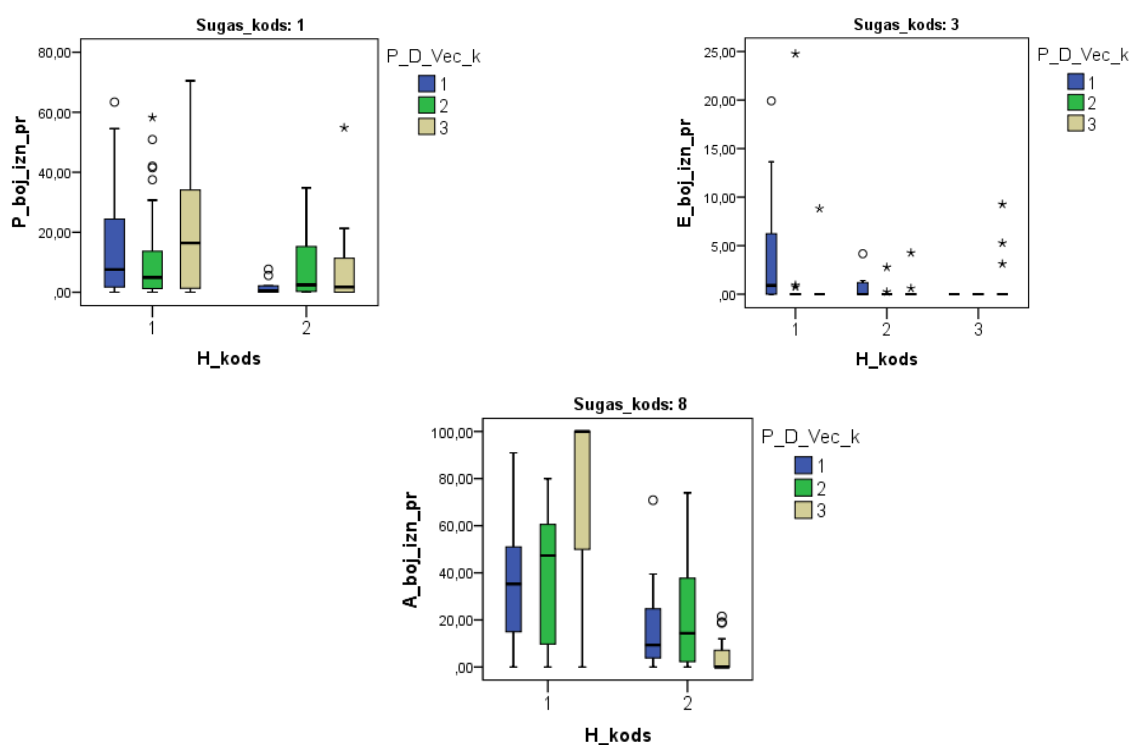 Sugas_kods: 1
P_boj_izn_pr
80,00
60,00
40,00
20,00
,00
1
2
H_kods
P_D_Vec_k
1
2
3
Sugas_kods: 3
E_boj_izn_pr
25,00
20,00
15,00
10,00
5,00
,00
1
2
3
H_kods
P_D_Vec_k
1
2
3
Sugas_kods: 8
A_boj_izn_pr
100,00
80,00
60,00
40,00
20,00
,00
1
2
H_kods
P_D_Vec_k
1
2
3